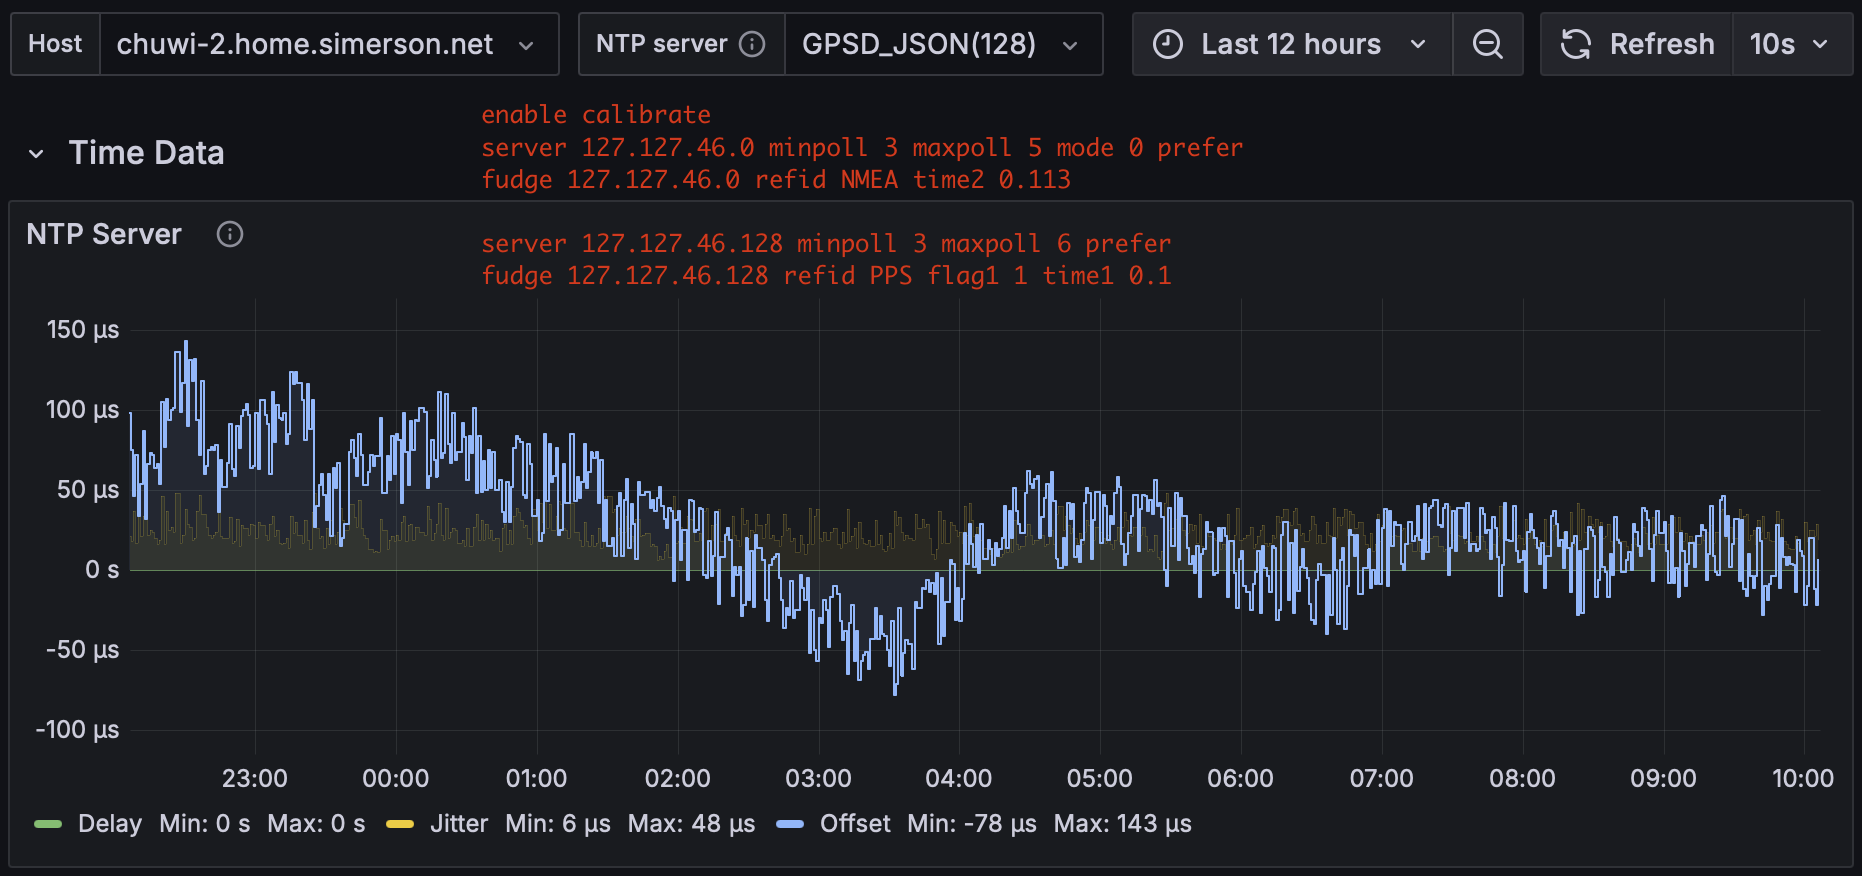 Host chuwi-2.home.simerson.net NTP server GPSD_JSON(128) Last 12 hours Refresh 10s
enable calibrate
server 127.127.46.0 minpoll 3 maxpoll 5 mode 0 prefer
Time Data
fudge 127.127.46.0 refid NMEA time2 0.113
NTP Server
server 127.127.46.128 minpoll 3 maxpoll 6 prefer
fudge 127.127.46.128 refid PPS flag1 1 time1 0.1
150 µs
100 µs
50 µs
0 s
-50 µs
-100 µs
23:00 00:00 01:00 02:00 03:00 04:00 05:00 06:00 07:00 08:00 09:00 10:00
Delay Min: 0 s Max: 0 s Jitter Min: 6 µs Max: 48 µs Offset Min: -78 µs Max: 143 µs